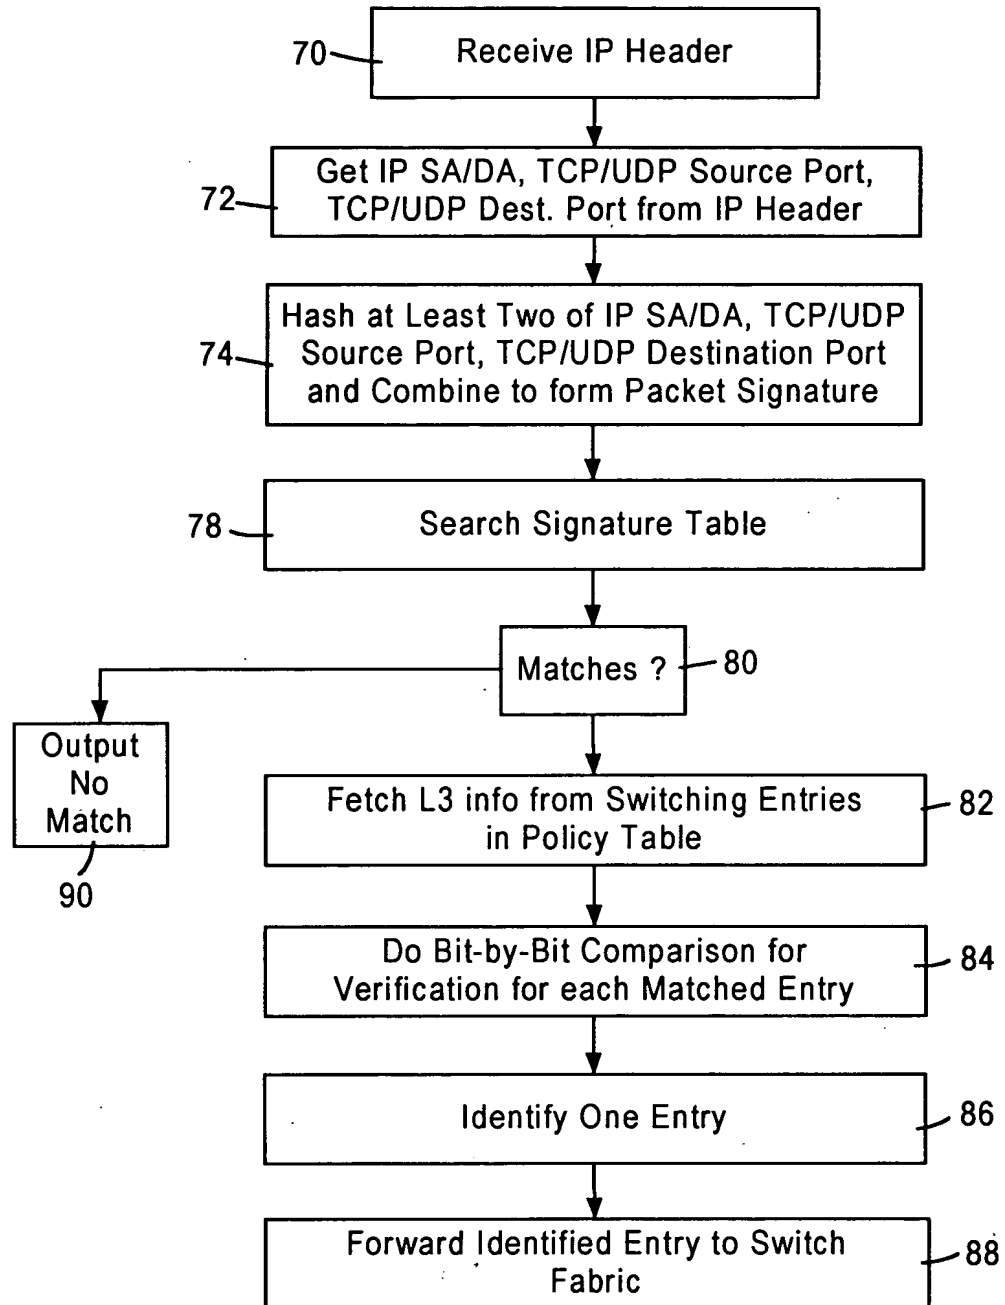 70
Receive IP Header
72
Get IP SA/DA, TCP/UDP Source Port,
TCP/UDP Dest. Port from IP Header
74
Hash at Least Two of IP SA/DA, TCP/UDP
Source Port, TCP/UDP Destination Port
and Combine to form Packet Signature
78
Search Signature Table
Matches ?
80
Output
No
Match
90
Fetch L3 info from Switching Entries
in Policy Table
82
Do Bit-by-Bit Comparison for
Verification for each Matched Entry
84
Identify One Entry
86
Forward Identified Entry to Switch
Fabric
88